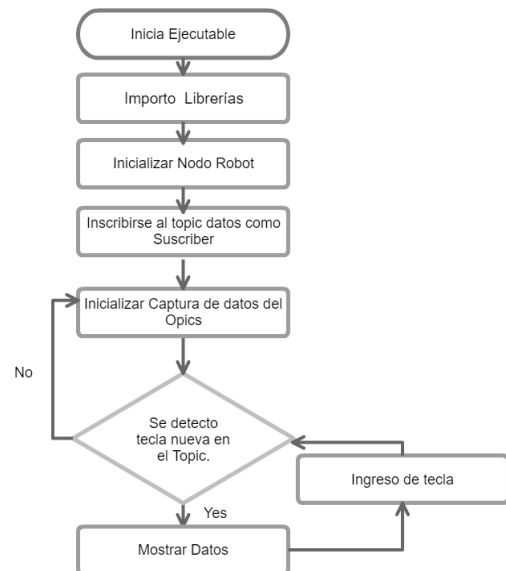 Inicia Ejecutable
Importo Librerías
Inicializar Nodo Robot
Inscribirse al topic datos como
Suscriber
Inicializar Captura de datos del
Opics
No
Se detecto
tecla nueva en
el Topic.
Ingreso de tecla
Yes
Mostrar Datos